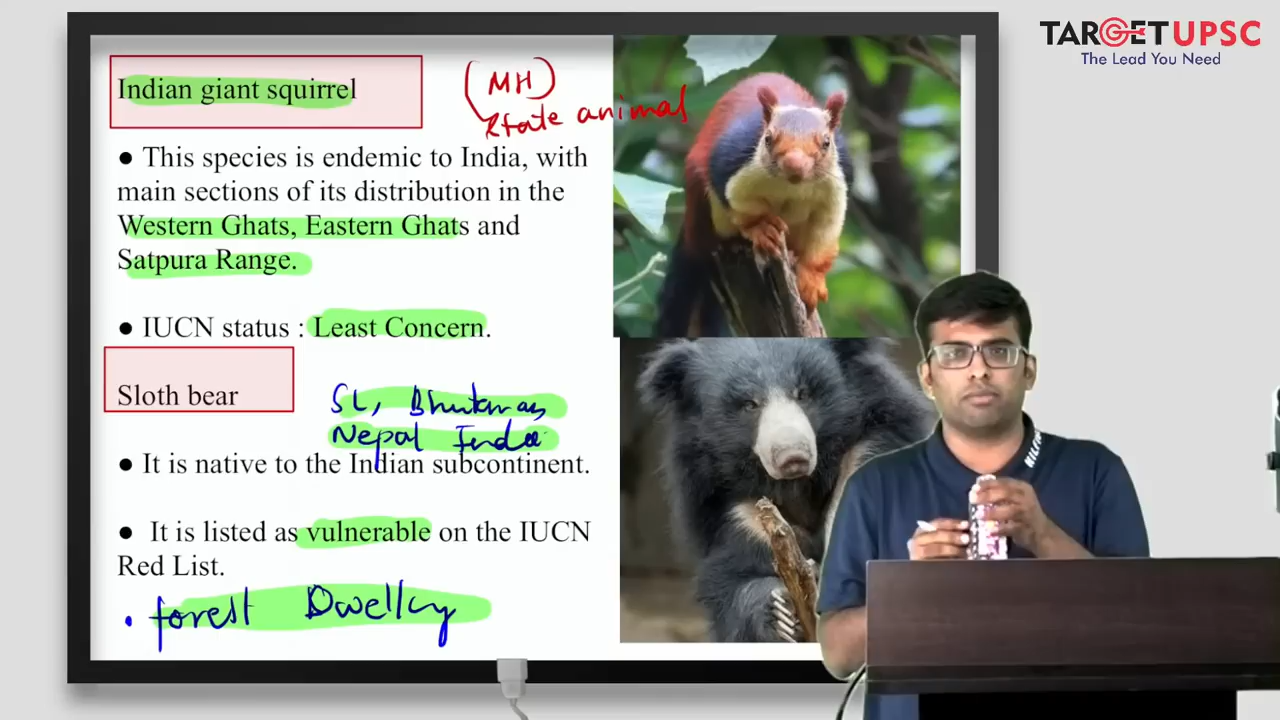 TARGET UPSC
The Lead You Need
Indian giant squirrel
(MH)
State animal
● This species is endemic to India, with
main sections of its distribution in the
Western Ghats, Eastern Ghats and
Satpura Range.
● IUCN status : Least Concern.
Sloth bear
SL, Bhutan,
Nepal India
● It is native to the Indian subcontinent.
● It is listed as vulnerable on the IUCN
Red List.
• forest Dwelling